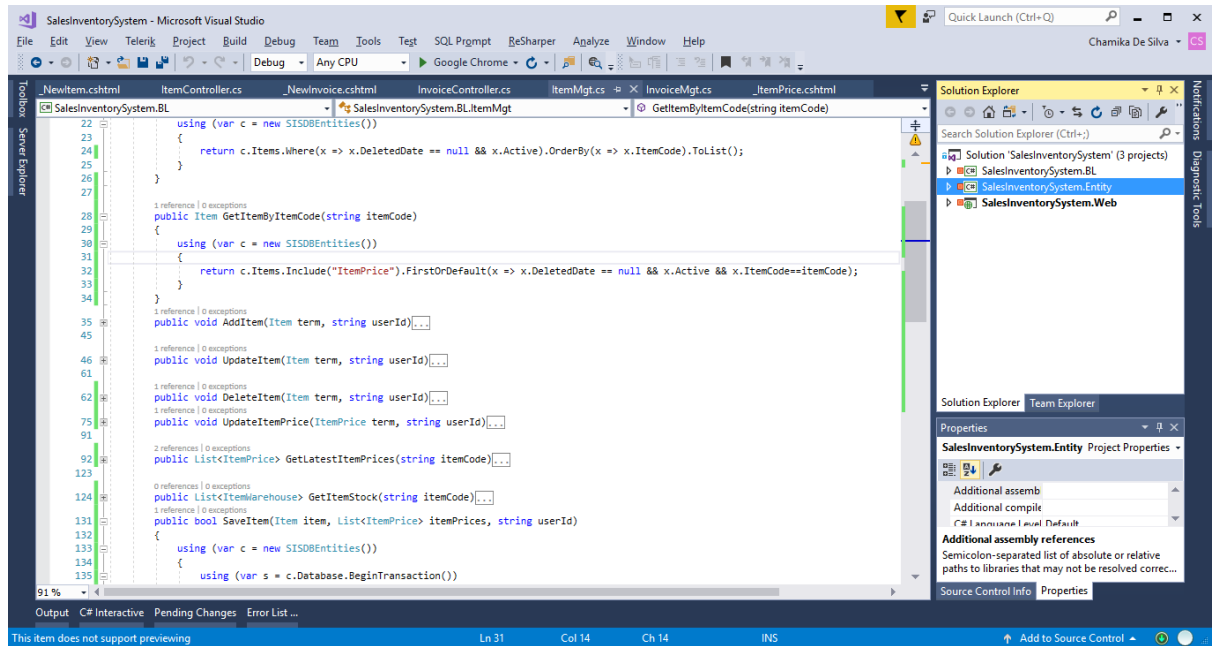 SalesInventorySystem - Microsoft Visual Studio
Quick Launch (Ctrl+Q)
File Edit View Telerik Project Build Debug Team Tools Test SQL Prompt ReSharper Analyze Window Help
Chamika De Silva CS
Debug Any CPU Google Chrome
Toolbox
Server Explorer
_NewItem.cshtml ItemController.cs _NewInvoice.cshtml InvoiceController.cs ItemMgt.cs InvoiceMgt.cs _ItemPrice.cshtml
SalesInventorySystem.BL SalesInventorySystem.BL.ItemMgt GetItemByItemCode(string itemCode)
22 using (var c = new SISDBEntities())
23 {
24 return c.Items.Where(x => x.DeletedDate == null && x.Active).OrderBy(x => x.ItemCode).ToList();
25 }
26 }
27
1 reference | 0 exceptions
28 public Item GetItemByItemCode(string itemCode)
29 {
30 using (var c = new SISDBEntities())
31 {
32 return c.Items.Include("ItemPrice").FirstOrDefault(x => x.DeletedDate == null && x.Active && x.ItemCode==itemCode);
33 }
34 }
1 reference | 0 exceptions
35 public void AddItem(Item term, string userId)...
45
1 reference | 0 exceptions
46 public void UpdateItem(Item term, string userId)...
61
1 reference | 0 exceptions
62 public void DeleteItem(Item term, string userId)...
1 reference | 0 exceptions
75 public void UpdateItemPrice(ItemPrice term, string userId)...
91
2 references | 0 exceptions
92 public List<ItemPrice> GetLatestItemPrices(string itemCode)...
123
0 references | 0 exceptions
124 public List<ItemWarehouse> GetItemStock(string itemCode)...
1 reference | 0 exceptions
131 public bool SaveItem(Item item, List<ItemPrice> itemPrices, string userId)
132 {
133 using (var c = new SISDBEntities())
134 {
135 using (var s = c.Database.BeginTransaction())
91 %
Solution Explorer
Search Solution Explorer (Ctrl+;)
Solution 'SalesInventorySystem' (3 projects)
C# SalesInventorySystem.BL
C# SalesInventorySystem.Entity
SalesInventorySystem.Web
Solution Explorer Team Explorer
Properties
SalesInventorySystem.Entity Project Properties
Additional assemb
Additional compile
C# Language Level Default
Additional assembly references
Semicolon-separated list of absolute or relative
paths to libraries that may not be resolved correc...
Source Control Info Properties
Notifications
Diagnostic Tools
Output C# Interactive Pending Changes Error List ...
This item does not support previewing Ln 31 Col 14 Ch 14 INS Add to Source Control